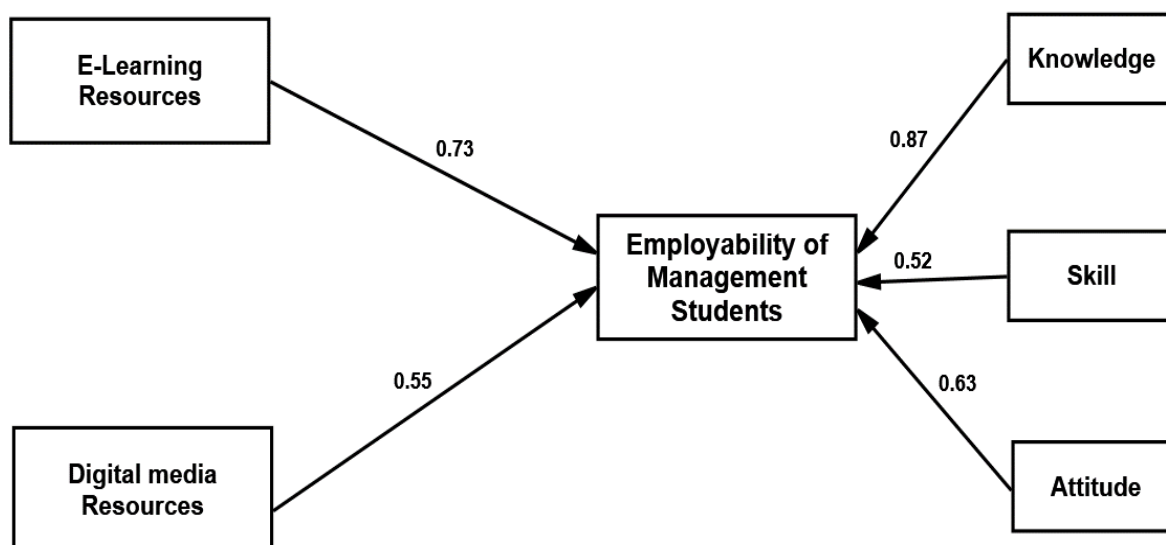 E-Learning
Resources
Knowledge
0.73
0.87
Employability of
Management
Students
0.52
Skill
0.55
0.63
Digital media
Resources
Attitude